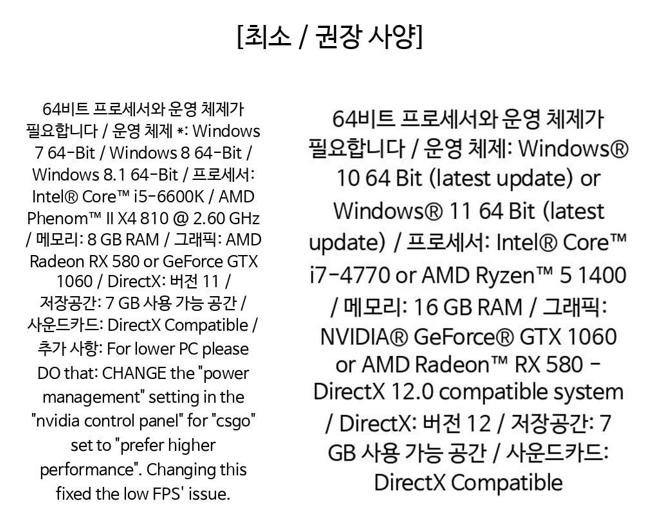 [최소 / 권장 사양]
64비트 프로세서와 운영 체제가
필요합니다 / 운영 체제 *: Windows
7 64-Bit / Windows 8 64-Bit /
Windows 8.1 64-Bit / 프로세서:
Intel® Core™ i5-6600K / AMD
Phenom™ II X4 810 @ 2.60 GHz
/ 메모리: 8 GB RAM / 그래픽: AMD
Radeon RX 580 or GeForce GTX
1060 / DirectX: 버전 11 /
저장공간: 7 GB 사용 가능 공간 /
사운드카드: DirectX Compatible /
추가 사항: For lower PC please
DO that: CHANGE the "power
management" setting in the
"nvidia control panel" for "csgo"
set to "prefer higher
performance". Changing this
fixed the low FPS' issue.
64비트 프로세서와 운영 체제가
필요합니다 / 운영 체제: Windows®
10 64 Bit (latest update) or
Windows® 11 64 Bit (latest
update) / 프로세서: Intel® Core™
i7-4770 or AMD Ryzen™ 5 1400
/ 메모리: 16 GB RAM / 그래픽:
NVIDIA® GeForce® GTX 1060
or AMD Radeon™ RX 580 -
DirectX 12.0 compatible system
/ DirectX: 버전 12 / 저장공간: 7
GB 사용 가능 공간 / 사운드카드:
DirectX Compatible